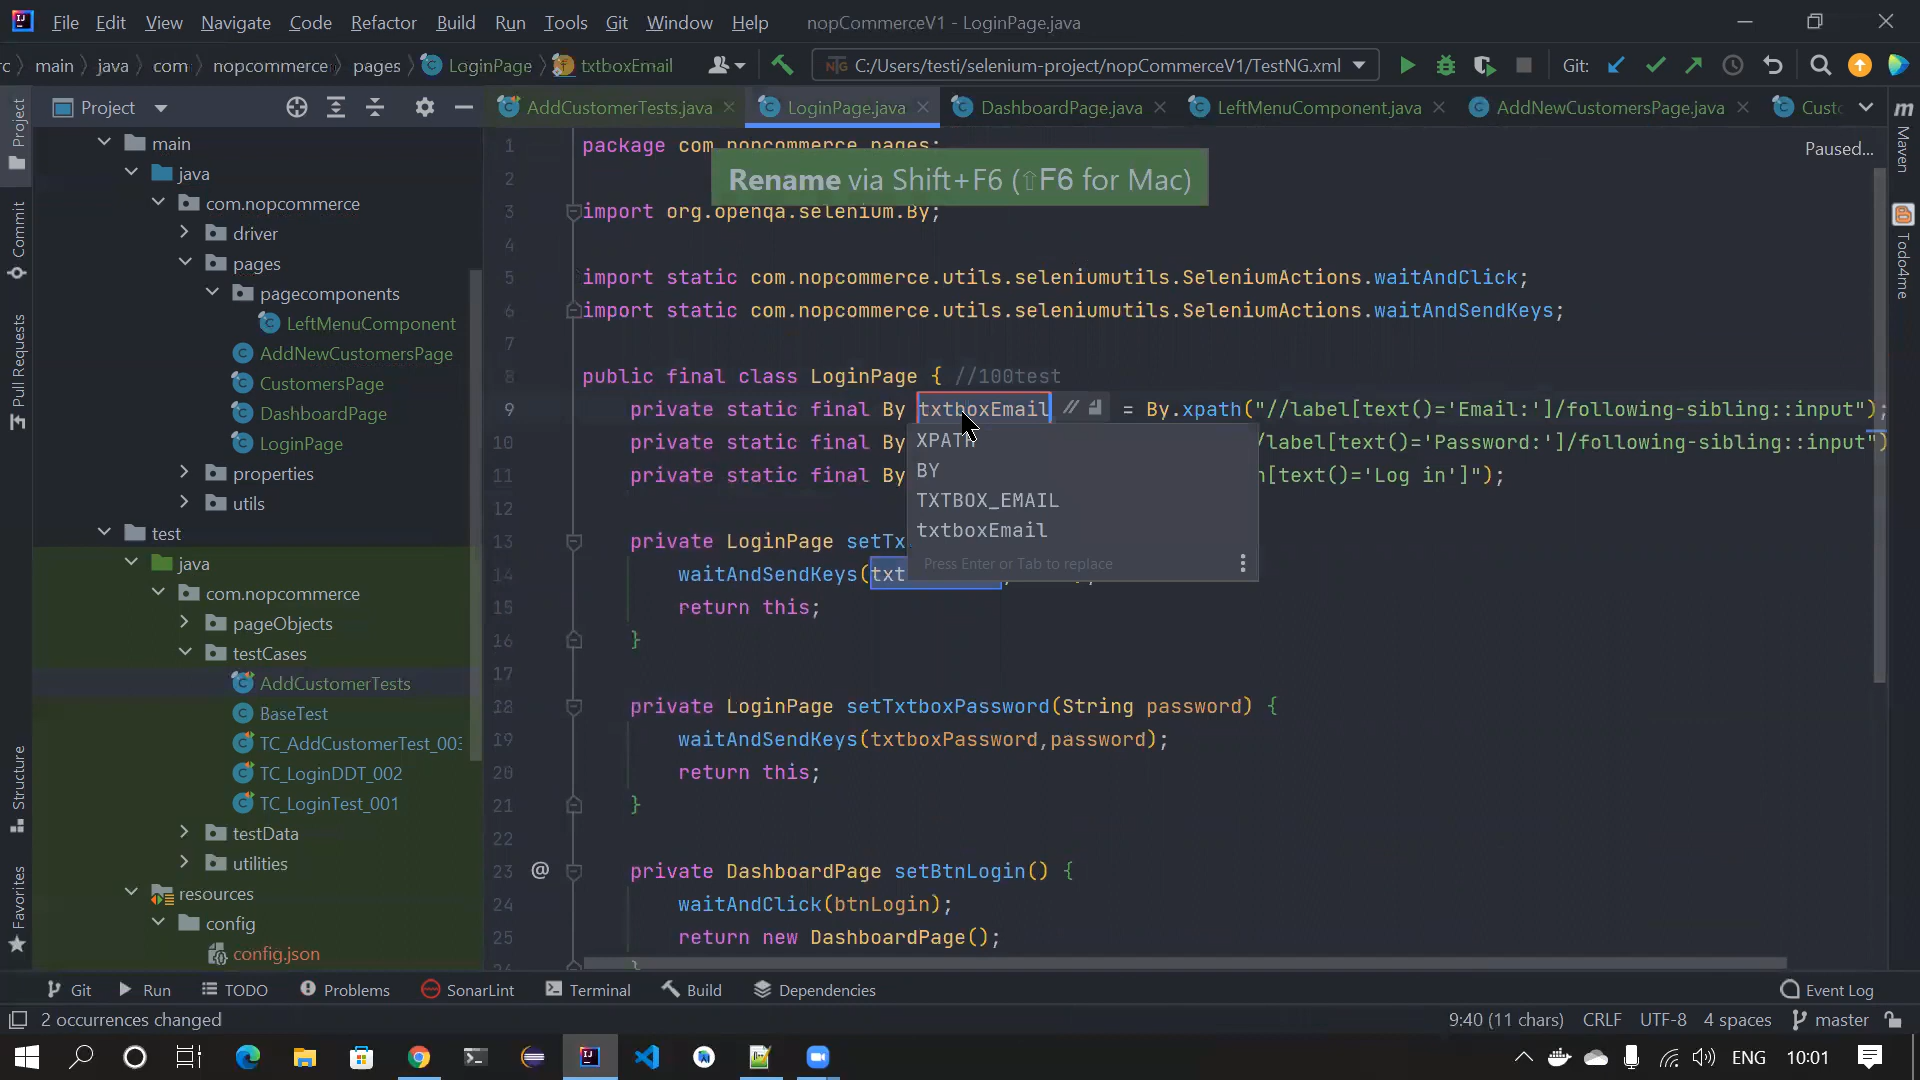 File Edit View Navigate Code Refactor Build Run Tools Git Window Help nopCommerceV1 - LoginPage.java
main java com nopcommerce pages LoginPage txtboxEmail C:/Users/testi/selenium-project/nopCommerceV1/TestNG.xml Git:
Project AddCustomerTests.java LoginPage.java DashboardPage.java LeftMenuComponent.java AddNewCustomersPage.java Custo
Paused...
Rename via Shift+F6 (⇧F6 for Mac)
main
java
com.nopcommerce
driver
pages
pagecomponents
LeftMenuComponent
AddNewCustomersPage
CustomersPage
DashboardPage
LoginPage
properties
utils
test
java
com.nopcommerce
pageObjects
testCases
AddCustomerTests
BaseTest
TC_AddCustomerTest_003
TC_LoginDDT_002
TC_LoginTest_001
testData
utilities
resources
config
config.json
1 package com.nopcommerce.pages;
2
3 import org.openqa.selenium.By;
4
5 import static com.nopcommerce.utils.seleniumutils.SeleniumActions.waitAndClick;
6 import static com.nopcommerce.utils.seleniumutils.SeleniumActions.waitAndSendKeys;
7
8 public final class LoginPage { //100test
9 private static final By txtboxEmail = By.xpath("//label[text()='Email:']/following-sibling::input");
10 private static final By /label[text()='Password:']/following-sibling::input")
11 private static final By n[text()='Log in']");
12
13 private LoginPage setTx
14 waitAndSendKeys(txt
15 return this;
16 }
17
18 private LoginPage setTxtboxPassword(String password) {
19 waitAndSendKeys(txtboxPassword,password);
20 return this;
21 }
22
23 private DashboardPage setBtnLogin() {
24 waitAndClick(btnLogin);
25 return new DashboardPage();
}
XPATH
BY
TXTBOX_EMAIL
txtboxEmail
Press Enter or Tab to replace
Project
Commit
Pull Requests
Structure
Favorites
Maven
Todo4me
Git Run TODO Problems SonarLint Terminal Build Dependencies Event Log
2 occurrences changed 9:40 (11 chars) CRLF UTF-8 4 spaces master
ENG 10:01